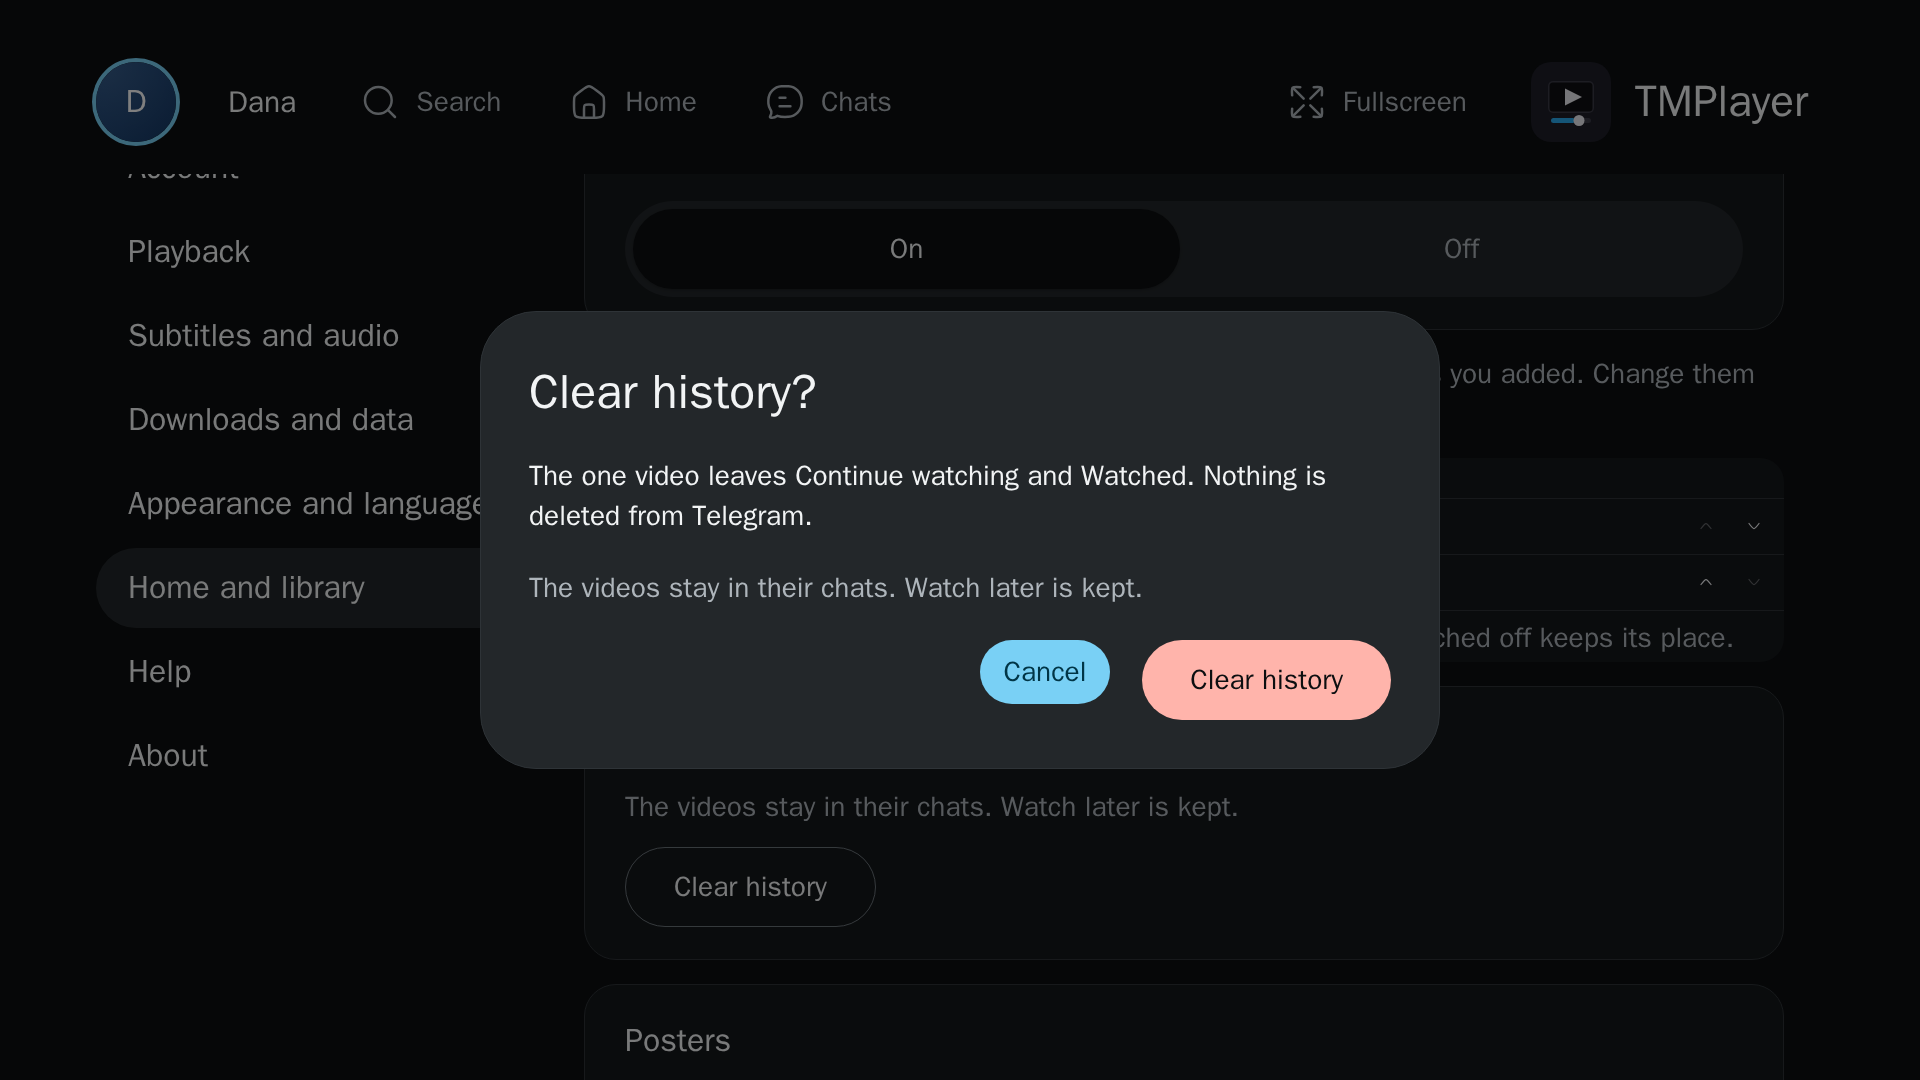 D
Dana
Search
Home
Chats
Fullscreen
TMPlayer
Account
Playback
Subtitles and audio
Downloads and data
Appearance and language
Home and library
Help
About
On
Off
you added. Change them
Clear history?
The one video leaves Continue watching and Watched. Nothing is
deleted from Telegram.
The videos stay in their chats. Watch later is kept.
Cancel
Clear history
off keeps its place.
The videos stay in their chats. Watch later is kept.
Clear history
Posters